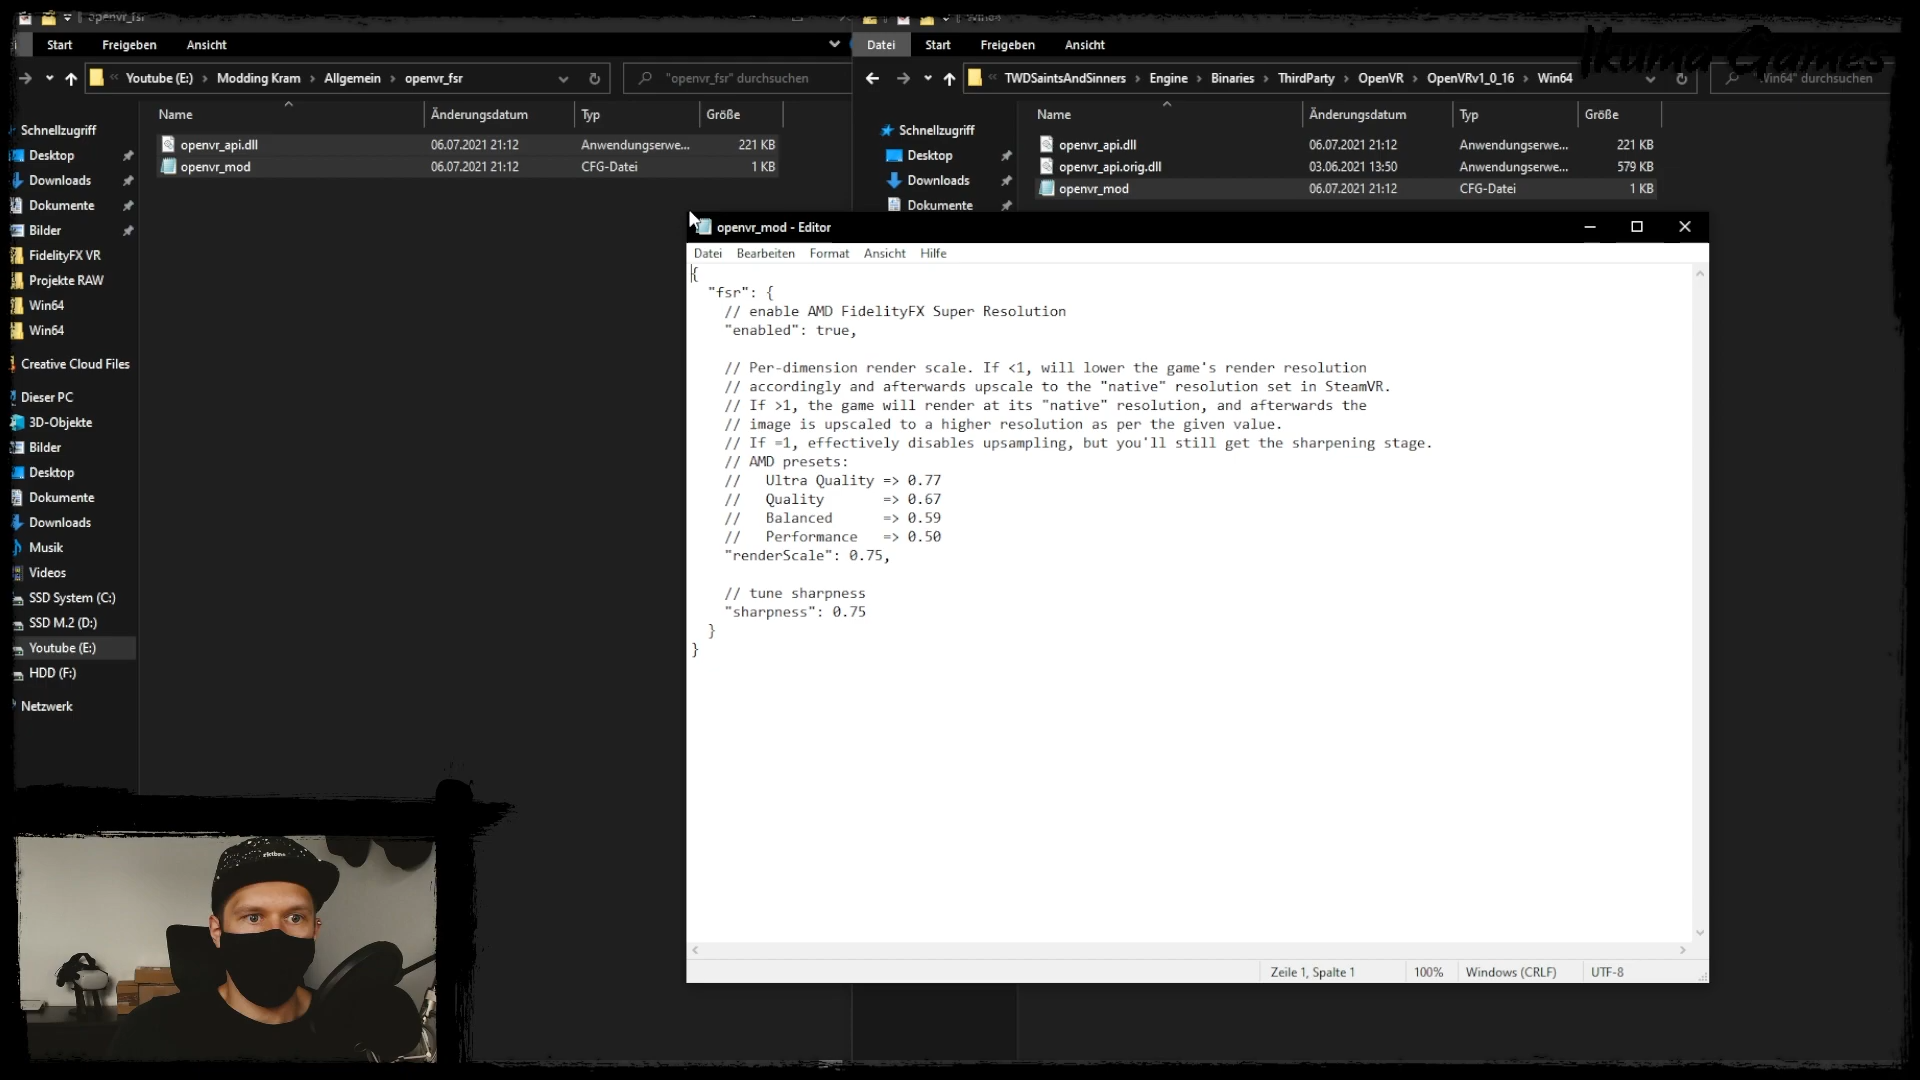 openvr_fsr
Start Freigeben Ansicht
Youtube (E:) Modding Kram Allgemein openvr_fsr
"openvr_fsr" durchsuchen
Name Änderungsdatum Typ Größe
openvr_api.dll 06.07.2021 21:12 Anwendungserwe... 221 KB
openvr_mod 06.07.2021 21:12 CFG-Datei 1 KB
Schnellzugriff
Desktop
Downloads
Dokumente
Bilder
FidelityFX VR
Projekte RAW
Win64
Win64
Creative Cloud Files
Dieser PC
3D-Objekte
Bilder
Desktop
Dokumente
Downloads
Musik
Videos
SSD System (C:)
SSD M.2 (D:)
Youtube (E:)
HDD (F:)
Netzwerk
Win64
Datei Start Freigeben Ansicht
Ikuma Games
TWDSaintsAndSinners Engine Binaries ThirdParty OpenVR OpenVRv1_0_16 Win64
"Win64" durchsuchen
Name Änderungsdatum Typ Größe
openvr_api.dll 06.07.2021 21:12 Anwendungserwe... 221 KB
openvr_api.orig.dll 03.06.2021 13:50 Anwendungserwe... 579 KB
openvr_mod 06.07.2021 21:12 CFG-Datei 1 KB
Schnellzugriff
Desktop
Downloads
Dokumente
openvr_mod - Editor
Datei Bearbeiten Format Ansicht Hilfe
{
"fsr": {
// enable AMD FidelityFX Super Resolution
"enabled": true,
// Per-dimension render scale. If <1, will lower the game's render resolution
// accordingly and afterwards upscale to the "native" resolution set in SteamVR.
// If >1, the game will render at its "native" resolution, and afterwards the
// image is upscaled to a higher resolution as per the given value.
// If =1, effectively disables upsampling, but you'll still get the sharpening stage.
// AMD presets:
// Ultra Quality => 0.77
// Quality => 0.67
// Balanced => 0.59
// Performance => 0.50
"renderScale": 0.75,
// tune sharpness
"sharpness": 0.75
}
}
Zeile 1, Spalte 1 100% Windows (CRLF) UTF-8